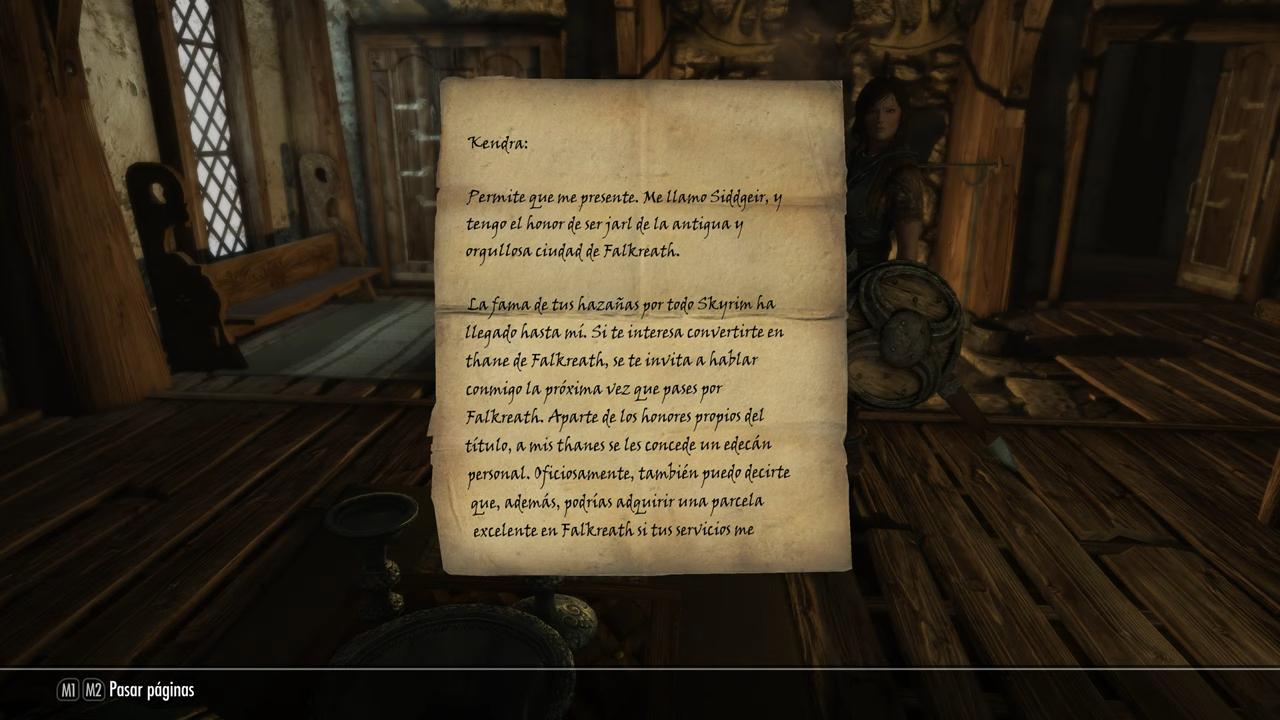 Kendra:
Permite que me presente. Me llamo Siddgeir, y
tengo el honor de ser jarl de la antigua y
orgullosa ciudad de Falkreath.
La fama de tus hazañas por todo Skyrim ha
llegado hasta mí. Si te interesa convertirte en
thane de Falkreath, se te invita a hablar
conmigo la próxima vez que pases por
Falkreath. Aparte de los honores propios del
título, a mis thanes se les concede un edecán
personal. Oficiosamente, también puedo decirte
que, además, podrías adquirir una parcela
excelente en Falkreath si tus servicios me
M1 M2 Pasar páginas